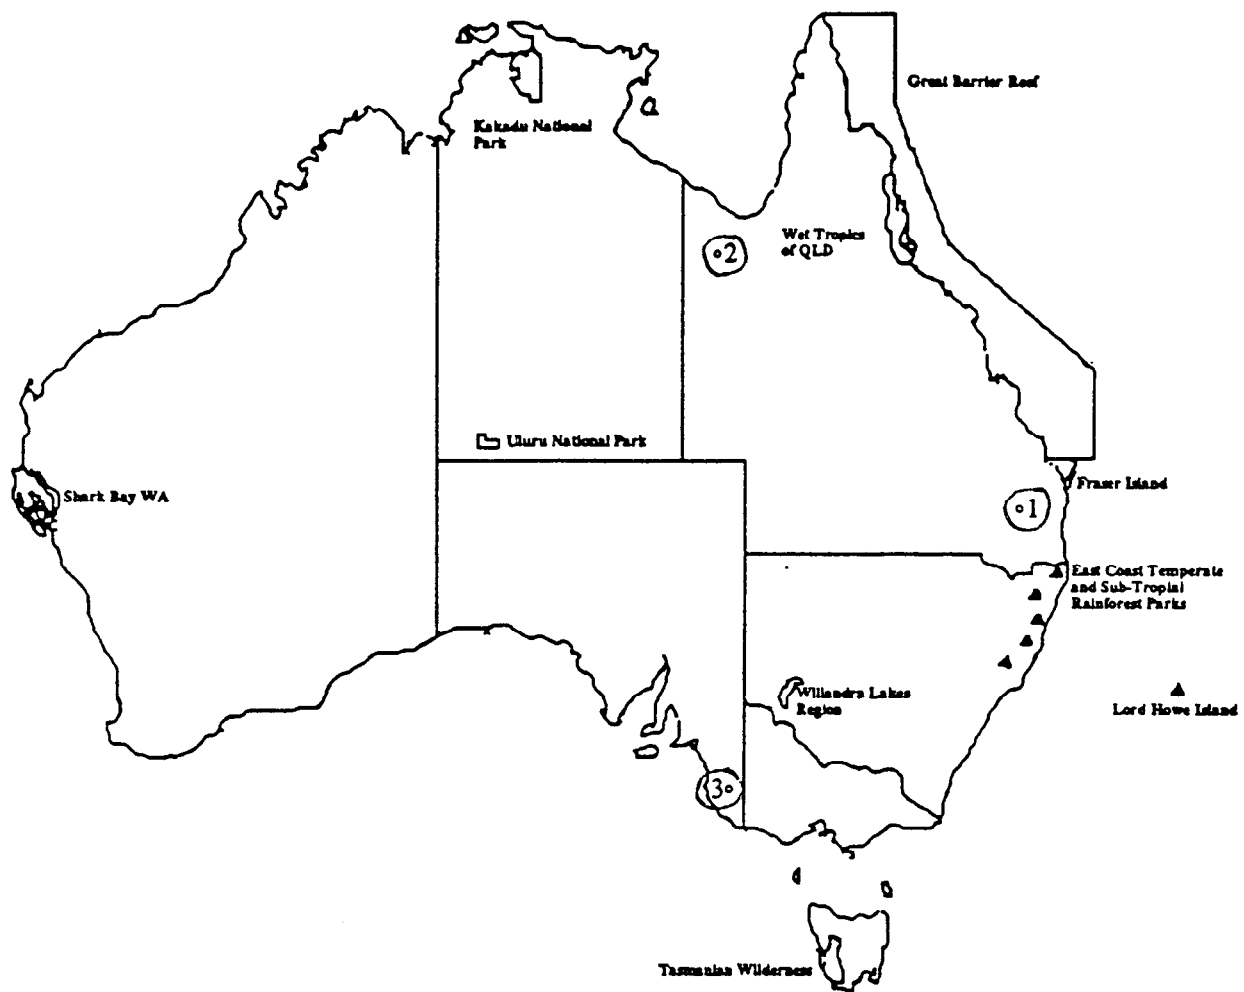 Great Barrier Reef
Kakadu National
Park
Wet Tropics
of QLD
2
Uluru National Park
Shark Bay WA
Fraser Island
1
East Coast Temperate
and Sub-Tropial
Rainforest Parks
Willandra Lakes
Region
Lord Howe Island
3
Tasmanian Wilderness